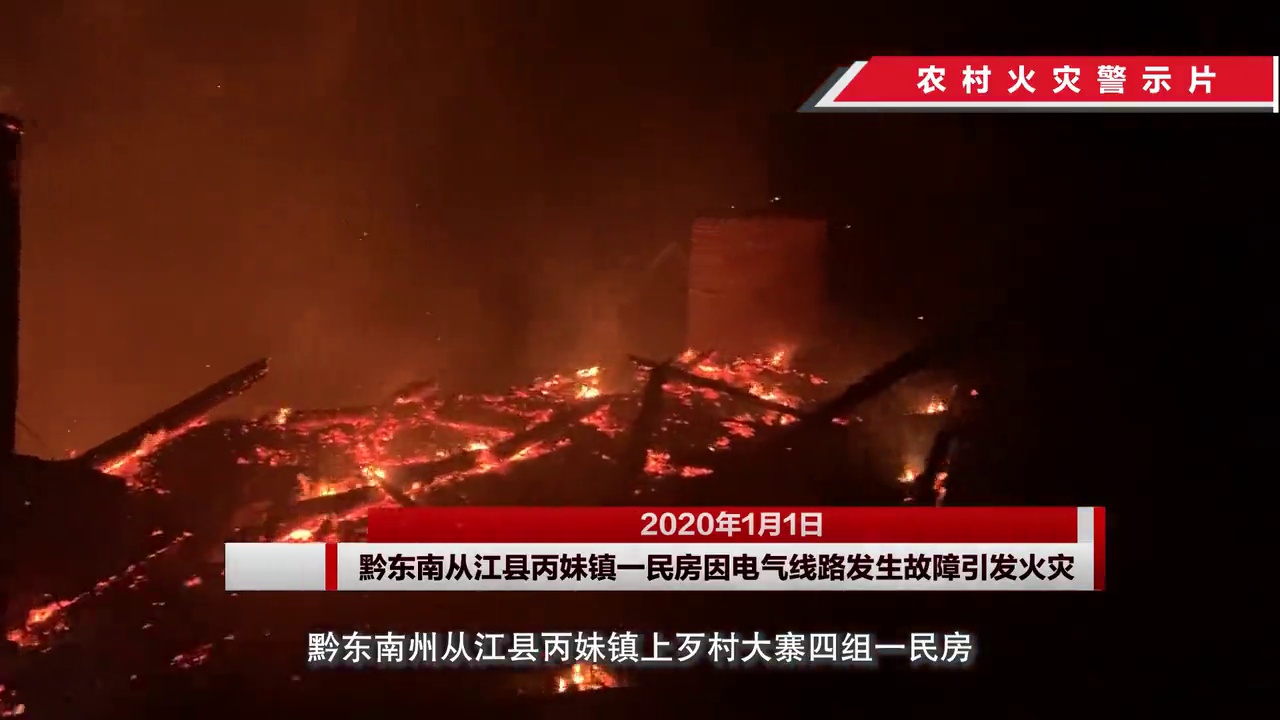 农村火灾警示片
2020年1月1日
黔东南从江县丙妹镇一民房因电气线路发生故障引发火灾
黔东南州从江县丙妹镇上歹村大寨四组一民房